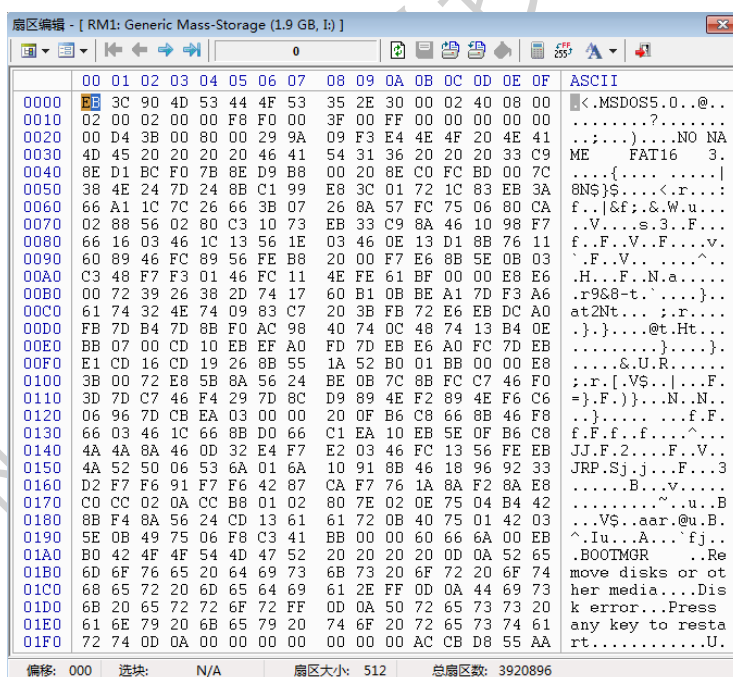 扇区编辑 - [ RM1: Generic Mass-Storage (1.9 GB, I:) ]
0
00 01 02 03 04 05 06 07 08 09 0A 0B 0C 0D 0E 0F ASCII
0000 EB 3C 90 4D 53 44 4F 53 35 2E 30 00 02 40 08 00 .<.MSDOS5.0..@..
0010 02 00 02 00 00 F8 F0 00 3F 00 FF 00 00 00 00 00 ........?.......
0020 00 D4 3B 00 80 00 29 9A 09 F3 E4 4E 4F 20 4E 41 ..;...)....NO NA
0030 4D 45 20 20 20 20 46 41 54 31 36 20 20 20 33 C9 ME    FAT16   3.
0040 8E D1 BC F0 7B 8E D9 B8 00 20 8E C0 FC BD 00 7C ....{.... .....|
0050 38 4E 24 7D 24 8B C1 99 E8 3C 01 72 1C 83 EB 3A 8N$}$....<.r...:
0060 66 A1 1C 7C 26 66 3B 07 26 8A 57 FC 75 06 80 CA f..|&f;.&.W.u...
0070 02 88 56 02 80 C3 10 73 EB 33 C9 8A 46 10 98 F7 ..V....s.3..F...
0080 66 16 03 46 1C 13 56 1E 03 46 0E 13 D1 8B 76 11 f..F..V..F....v.
0090 60 89 46 FC 89 56 FE B8 20 00 F7 E6 8B 5E 0B 03 `.F..V.. ....^..
00A0 C3 48 F7 F3 01 46 FC 11 4E FE 61 BF 00 00 E8 E6 .H...F..N.a.....
00B0 00 72 39 26 38 2D 74 17 60 B1 0B BE A1 7D F3 A6 .r9&8-t.`....}..
00C0 61 74 32 4E 74 09 83 C7 20 3B FB 72 E6 EB DC A0 at2Nt... ;.r....
00D0 FB 7D B4 7D 8B F0 AC 98 40 74 0C 48 74 13 B4 0E .}.}....@t.Ht...
00E0 BB 07 00 CD 10 EB EF A0 FD 7D EB E6 A0 FC 7D EB .........}....}.
00F0 E1 CD 16 CD 19 26 8B 55 1A 52 B0 01 BB 00 00 E8 .....&.U.R......
0100 3B 00 72 E8 5B 8A 56 24 BE 0B 7C 8B FC C7 46 F0 ;.r.[.V$..|...F.
0110 3D 7D C7 46 F4 29 7D 8C D9 89 4E F2 89 4E F6 C6 =}.F.)}...N..N..
0120 06 96 7D CB EA 03 00 00 20 0F B6 C8 66 8B 46 F8 ..}..... ...f.F.
0130 66 03 46 1C 66 8B D0 66 C1 EA 10 EB 5E 0F B6 C8 f.F.f..f....^...
0140 4A 4A 8A 46 0D 32 E4 F7 E2 03 46 FC 13 56 FE EB JJ.F.2....F..V..
0150 4A 52 50 06 53 6A 01 6A 10 91 8B 46 18 96 92 33 JRP.Sj.j...F...3
0160 D2 F7 F6 91 F7 F6 42 87 CA F7 76 1A 8A F2 8A E8 ......B...v.....
0170 C0 CC 02 0A CC B8 01 02 80 7E 02 0E 75 04 B4 42 .........~..u..B
0180 8B F4 8A 56 24 CD 13 61 61 72 0B 40 75 01 42 03 ...V$..aar.@u.B.
0190 5E 0B 49 75 06 F8 C3 41 BB 00 00 60 66 6A 00 EB ^.Iu...A...`fj..
01A0 B0 42 4F 4F 54 4D 47 52 20 20 20 20 0D 0A 52 65 .BOOTMGR    ..Re
01B0 6D 6F 76 65 20 64 69 73 6B 73 20 6F 72 20 6F 74 move disks or ot
01C0 68 65 72 20 6D 65 64 69 61 2E FF 0D 0A 44 69 73 her media....Dis
01D0 6B 20 65 72 72 6F 72 FF 0D 0A 50 72 65 73 73 20 k error...Press
01E0 61 6E 79 20 6B 65 79 20 74 6F 20 72 65 73 74 61 any key to resta
01F0 72 74 0D 0A 00 00 00 00 00 00 00 AC CB D8 55 AA rt............U.
偏移: 000 选块: N/A 扇区大小: 512 总扇区数: 3920896